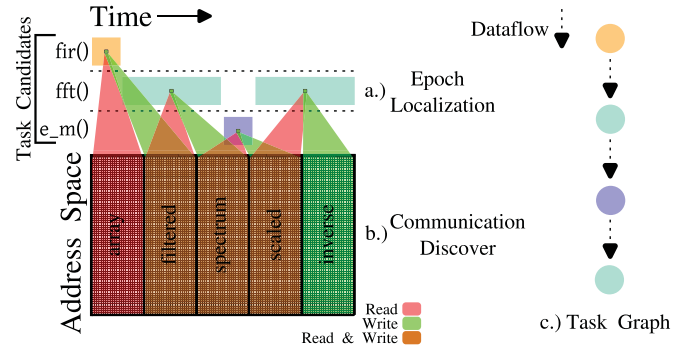 Time
Task Candidates
fir()
fft()
e_m()
a.) Epoch
Localization
Address Space
array
filtered
spectrum
scaled
inverse
b.) Communication
Discover
Read
Write
Read & Write
Dataflow
c.) Task Graph